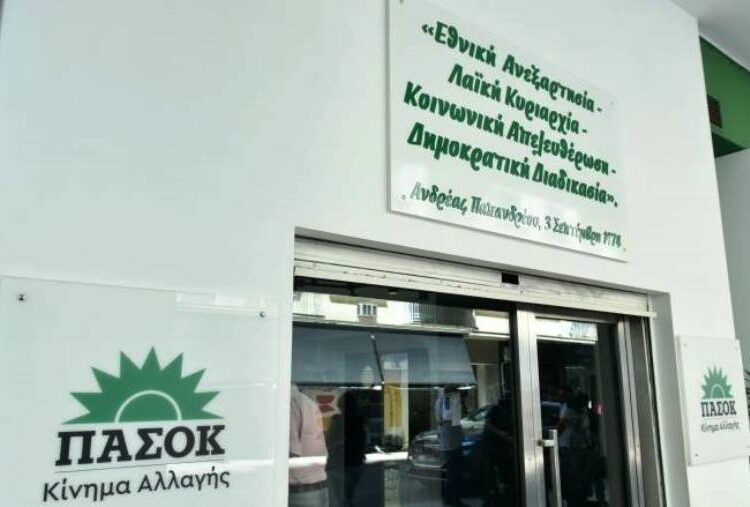 «Εθνική Ανεξαρτησία -
Λαϊκή Κυριαρχία -
Κοινωνική Απελευθέρωση -
Δημοκρατική Διαδικασία».
Ανδρέας Παπανδρέου, 3 Σεπτέμβρη 1974
ΠΑΣΟΚ
Κίνημα Αλλαγής
ΠΑΣΟΚ
Κίνημα Αλλαγής